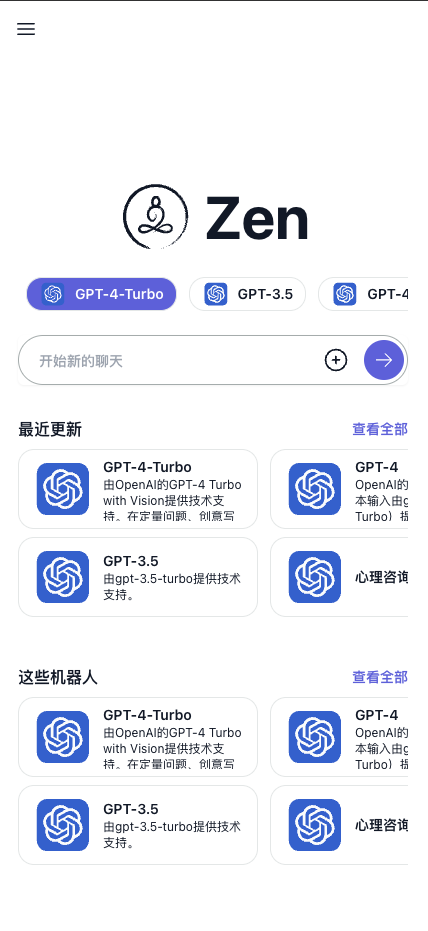 Zen
GPT-4-Turbo
GPT-3.5
GPT-4
开始新的聊天
最近更新
查看全部
GPT-4-Turbo
由OpenAI的GPT-4 Turbo
with Vision提供技术支
持。在定量问题、创意写
GPT-4
OpenAI的
本输入由g
Turbo）提
GPT-3.5
由gpt-3.5-turbo提供技术
支持。
心理咨询
这些机器人
查看全部
GPT-4-Turbo
由OpenAI的GPT-4 Turbo
with Vision提供技术支
持。在定量问题、创意写
GPT-4
OpenAI的
本输入由g
Turbo）提
GPT-3.5
由gpt-3.5-turbo提供技术
支持。
心理咨询